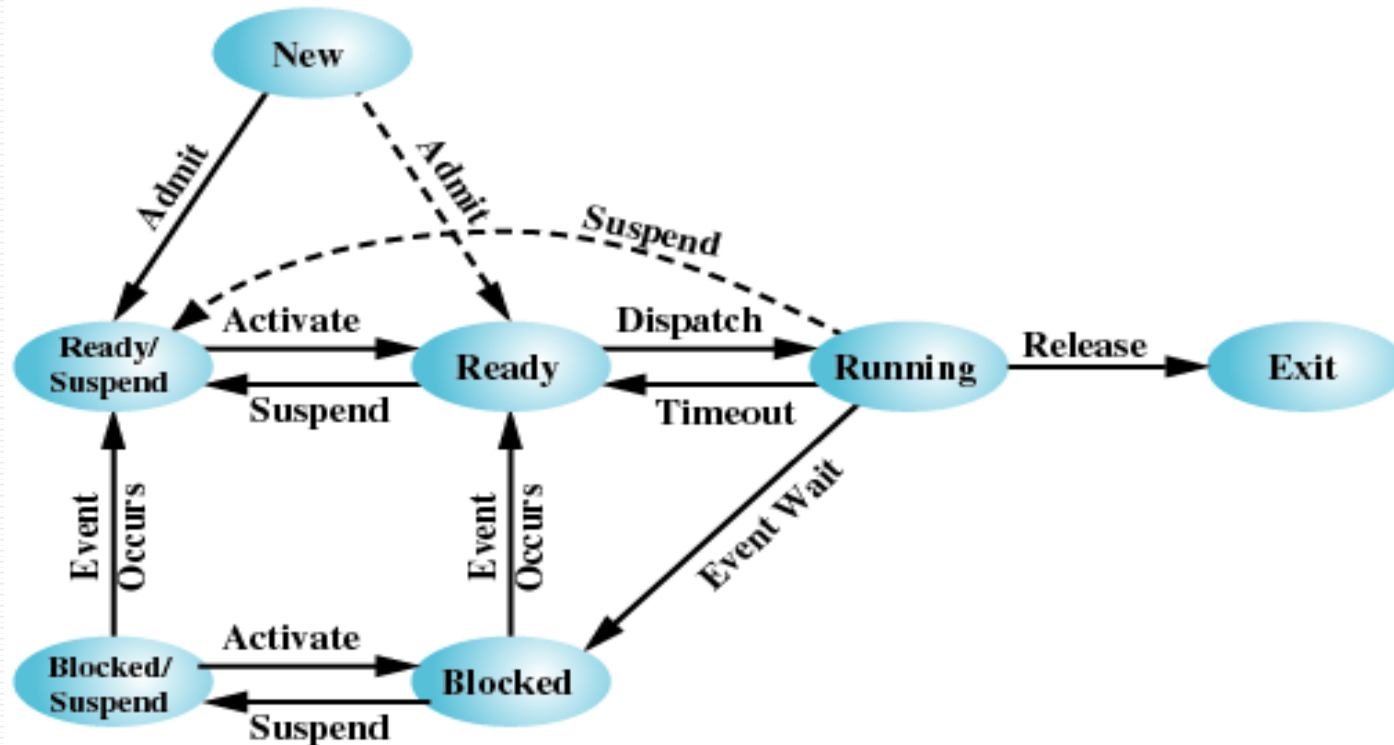 New
Admit
Admit
Suspend
Ready/
Suspend
Activate
Suspend
Ready
Dispatch
Timeout
Running
Release
Exit
Event
Occurs
Event
Occurs
Event Wait
Blocked/
Suspend
Activate
Suspend
Blocked